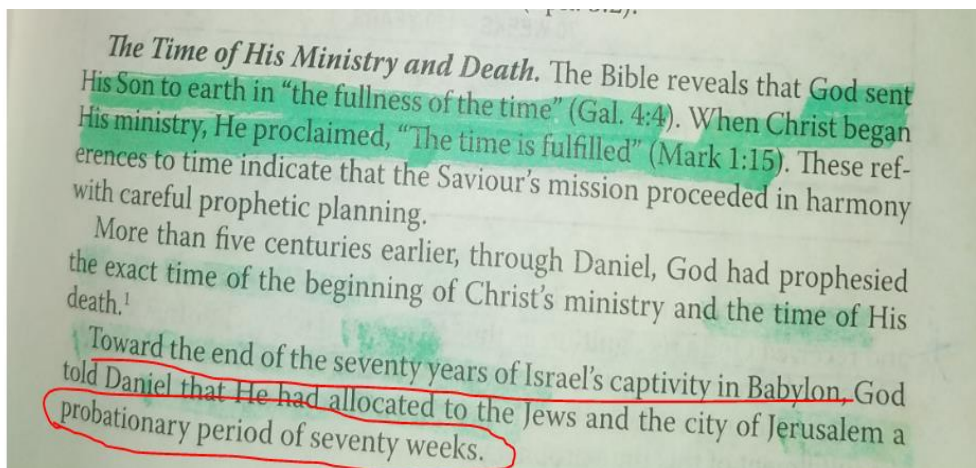 The Time of His Ministry and Death. The Bible reveals that God sent
His Son to earth in “the fullness of the time” (Gal. 4:4). When Christ began
His ministry, He proclaimed, “The time is fulfilled” (Mark 1:15). These ref-
erences to time indicate that the Saviour’s mission proceeded in harmony
with careful prophetic planning.
More than five centuries earlier, through Daniel, God had prophesied
the exact time of the beginning of Christ’s ministry and the time of His
death.¹
Toward the end of the seventy years of Israel’s captivity in Babylon, God
told Daniel that He had allocated to the Jews and the city of Jerusalem a
probationary period of seventy weeks.